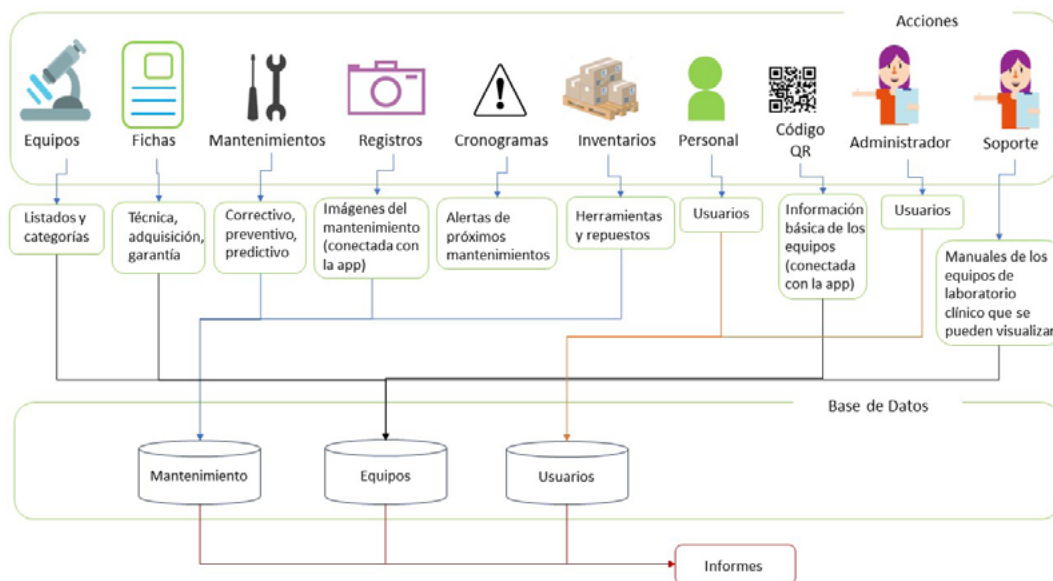 Acciones
Equipos
Fichas
Mantenimientos
Registros
Cronogramas
Inventarios
Personal
Código
QR
Administrador
Soporte
Listados y
categorías
Técnica,
adquisición,
garantía
Correctivo,
preventivo,
predictivo
Imágenes del
mantenimiento
(conectada con
la app)
Alertas de
próximos
mantenimientos
Herramientas
y repuestos
Usuarios
Información
básica de los
equipos
(conectada
con la app)
Usuarios
Manuales de los
equipos de
laboratorio
clínico que se
pueden visualizar
Base de Datos
Mantenimiento
Equipos
Usuarios
Informes